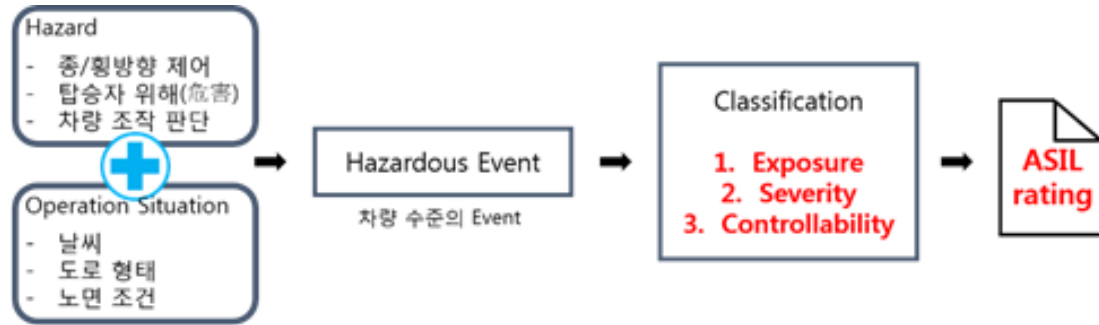 Hazard
- 종/횡방향 제어
- 탑승자 위해(危害)
- 차량 조작 판단
Operation Situation
- 날씨
- 도로 형태
- 노면 조건
Hazardous Event
차량 수준의 Event
Classification
1. Exposure
2. Severity
3. Controllability
ASIL
rating